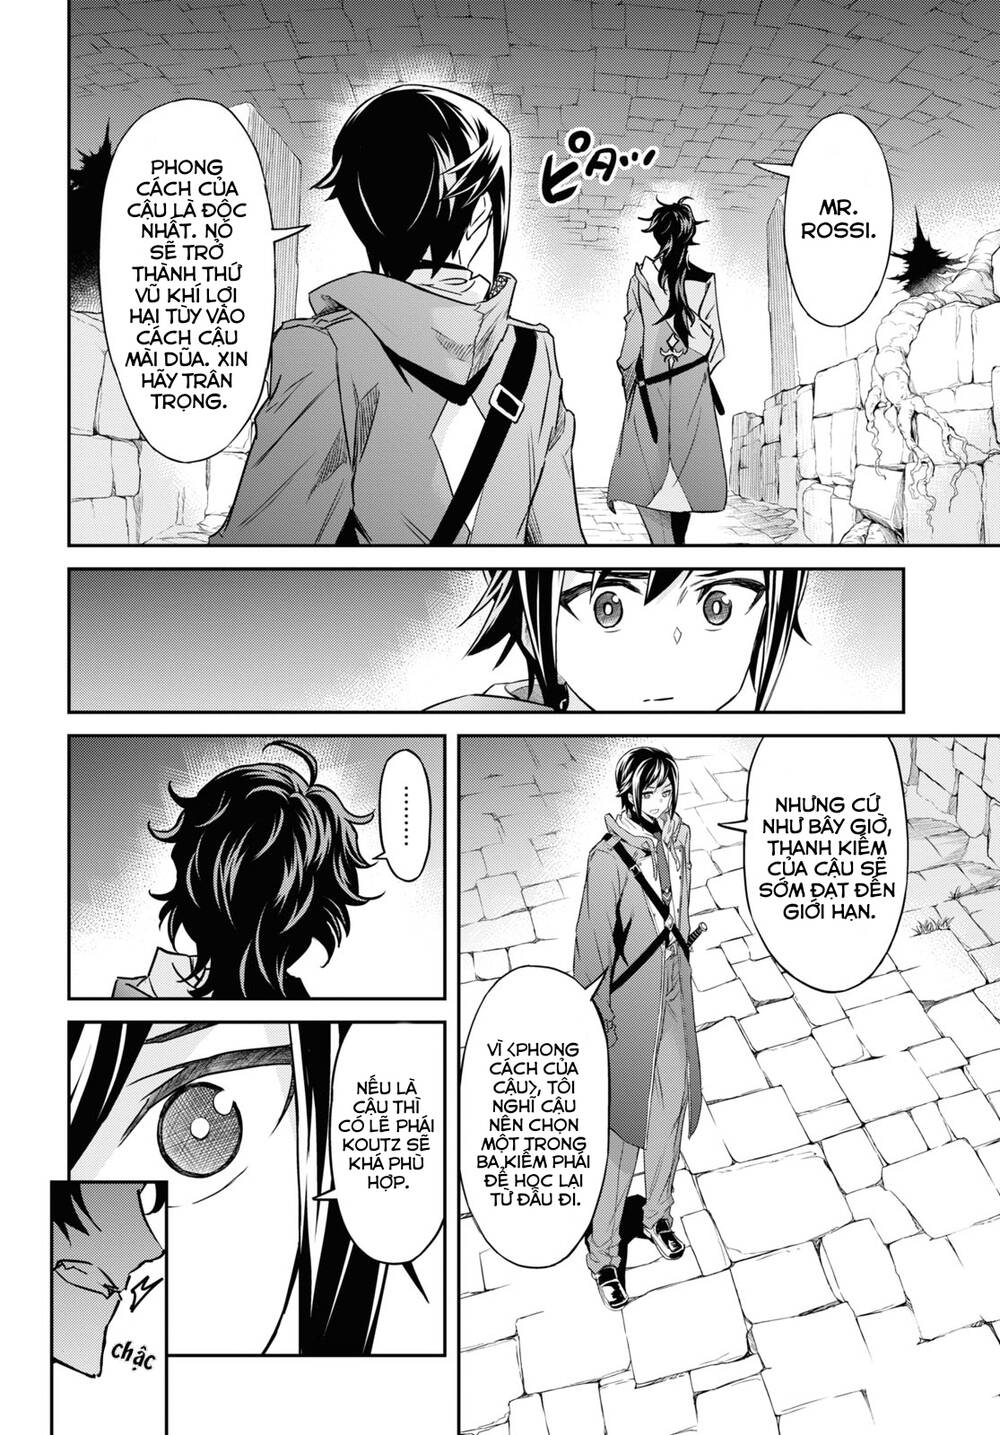 MR.
ROSSI.
ピタ…
PHONG
CÁCH CỦA
CẬU LÀ ĐỘC
NHẤT. NÓ
SẼ TRỞ
THÀNH THỨ
VŨ KHÍ LỢI
HẠI TÙY VÀO
CÁCH CẬU
MÀI DŨA. XIN
HÃY TRÂN
TRỌNG.
NHƯNG CỨ
NHƯ BÂY GIỜ,
THANH KIẾM
CỦA CẬU SẼ
SỚM ĐẠT ĐẾN
GIỚI HẠN.
VÌ <PHONG
CÁCH CỦA
CẬU>, TÔI
NGHĨ CẬU
NÊN CHỌN
MỘT TRONG
BA KIẾM PHÁI
ĐỂ HỌC LẠI
TỪ ĐẦU ĐI.
.........
NẾU LÀ
CẬU THÌ
CÓ LẼ PHÁI
KOUTZ SẼ
KHÁ PHÙ
HỢP.
chậc